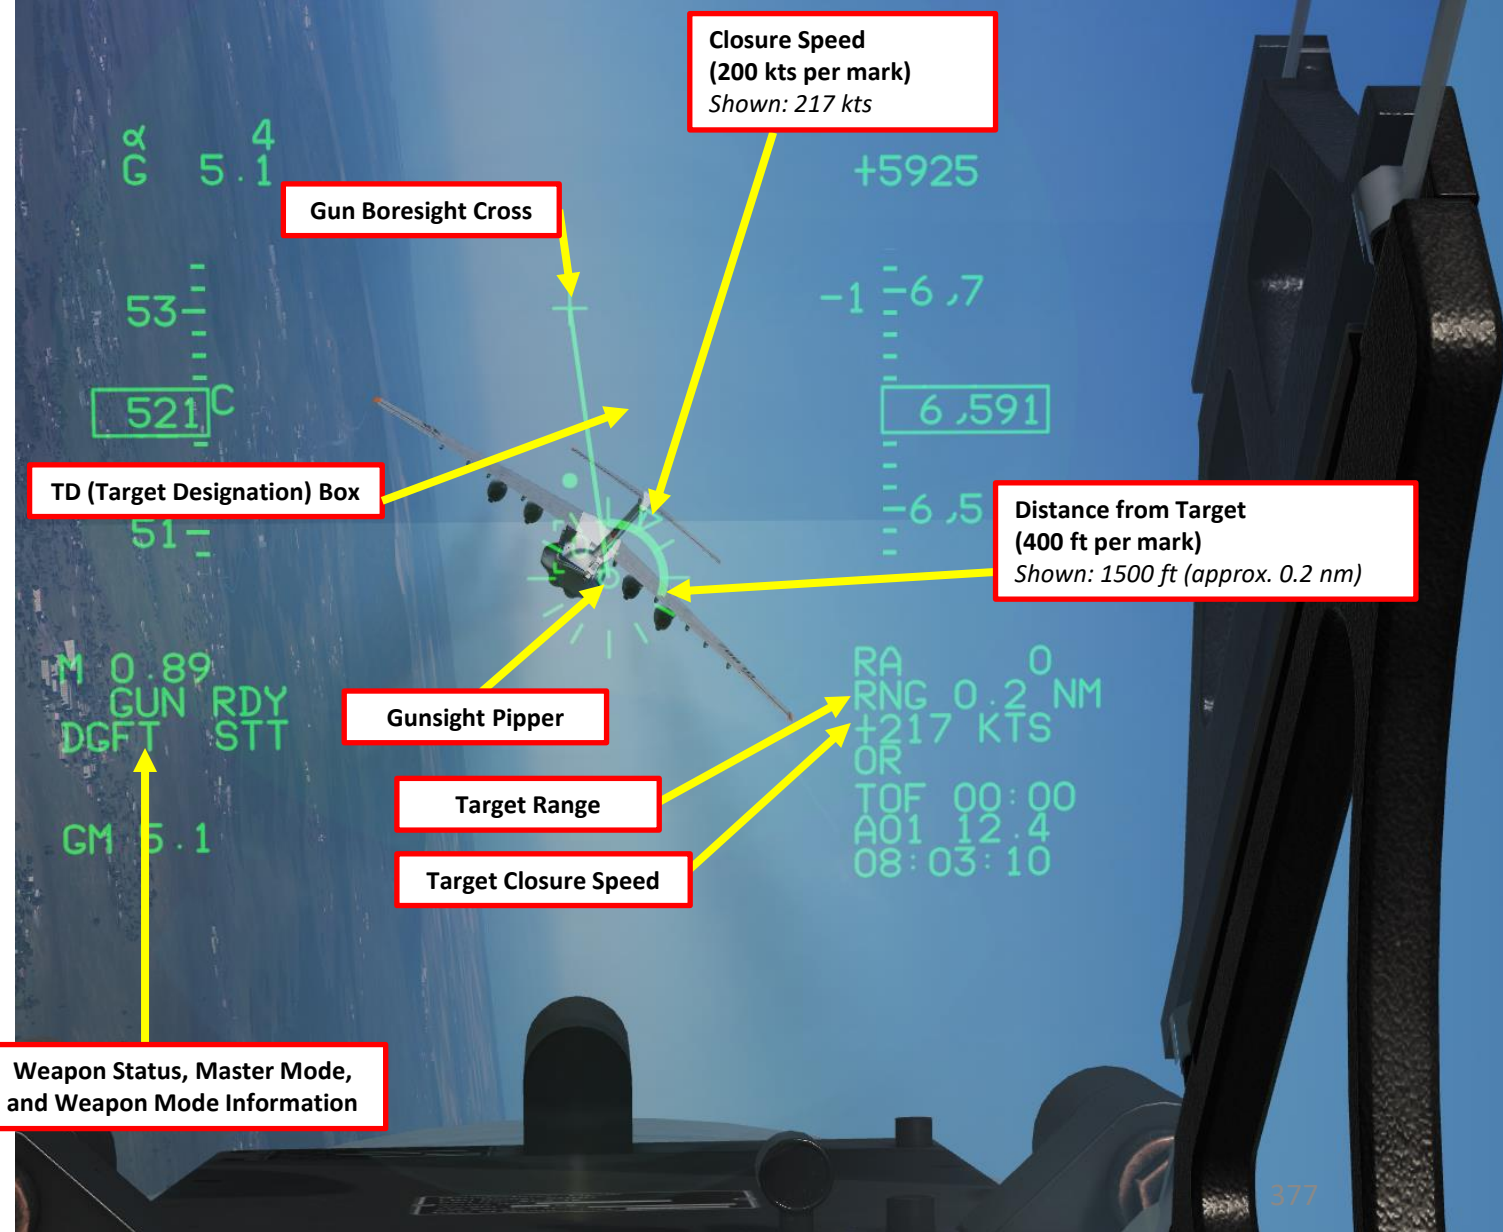 Closure Speed
(200 kts per mark)
Shown: 217 kts
α 4
G 5.1
+5925
Gun Boresight Cross
53
-1 -6,7
521 C
6,591
TD (Target Designation) Box
51
-6,5
Distance from Target
(400 ft per mark)
Shown: 1500 ft (approx. 0.2 nm)
M 0.89
GUN RDY
DGFT STT
GM 5.1
RA 0
RNG 0.2 NM
+217 KTS
OR
TOF 00:00
AO1 12.4
08:03:10
Gunsight Pipper
Target Range
Target Closure Speed
Weapon Status, Master Mode,
and Weapon Mode Information
377